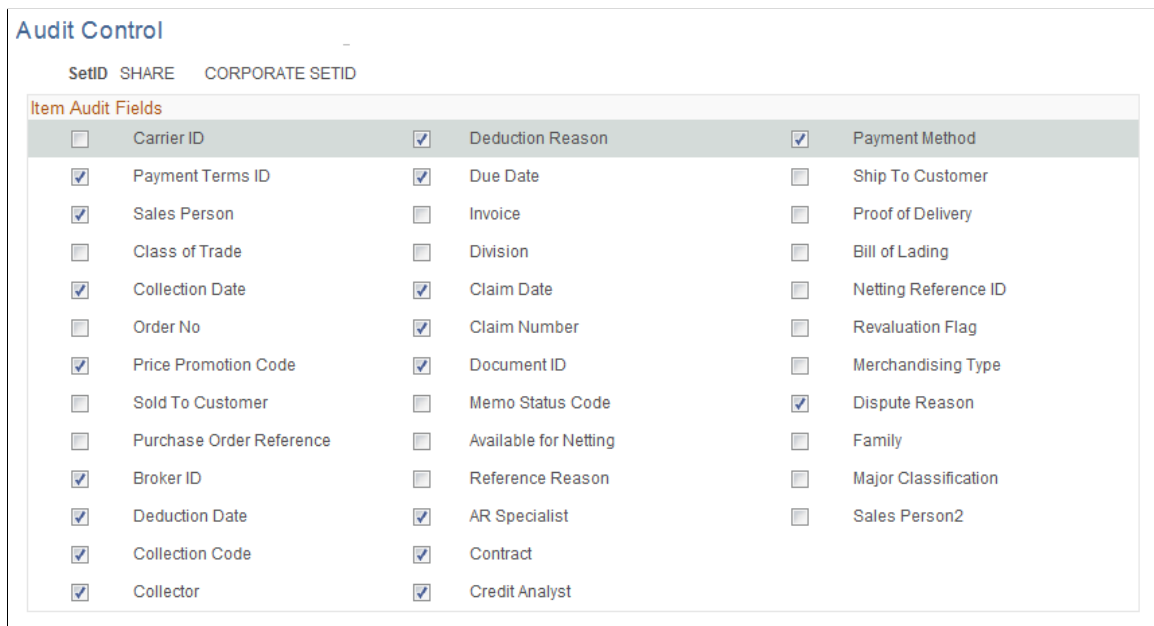 Audit Control
SetID SHARE CORPORATE SETID
Item Audit Fields
Carrier ID Deduction Reason Payment Method
Payment Terms ID Due Date Ship To Customer
Sales Person Invoice Proof of Delivery
Class of Trade Division Bill of Lading
Collection Date Claim Date Netting Reference ID
Order No Claim Number Revaluation Flag
Price Promotion Code Document ID Merchandising Type
Sold To Customer Memo Status Code Dispute Reason
Purchase Order Reference Available for Netting Family
Broker ID Reference Reason Major Classification
Deduction Date AR Specialist Sales Person2
Collection Code Contract
Collector Credit Analyst